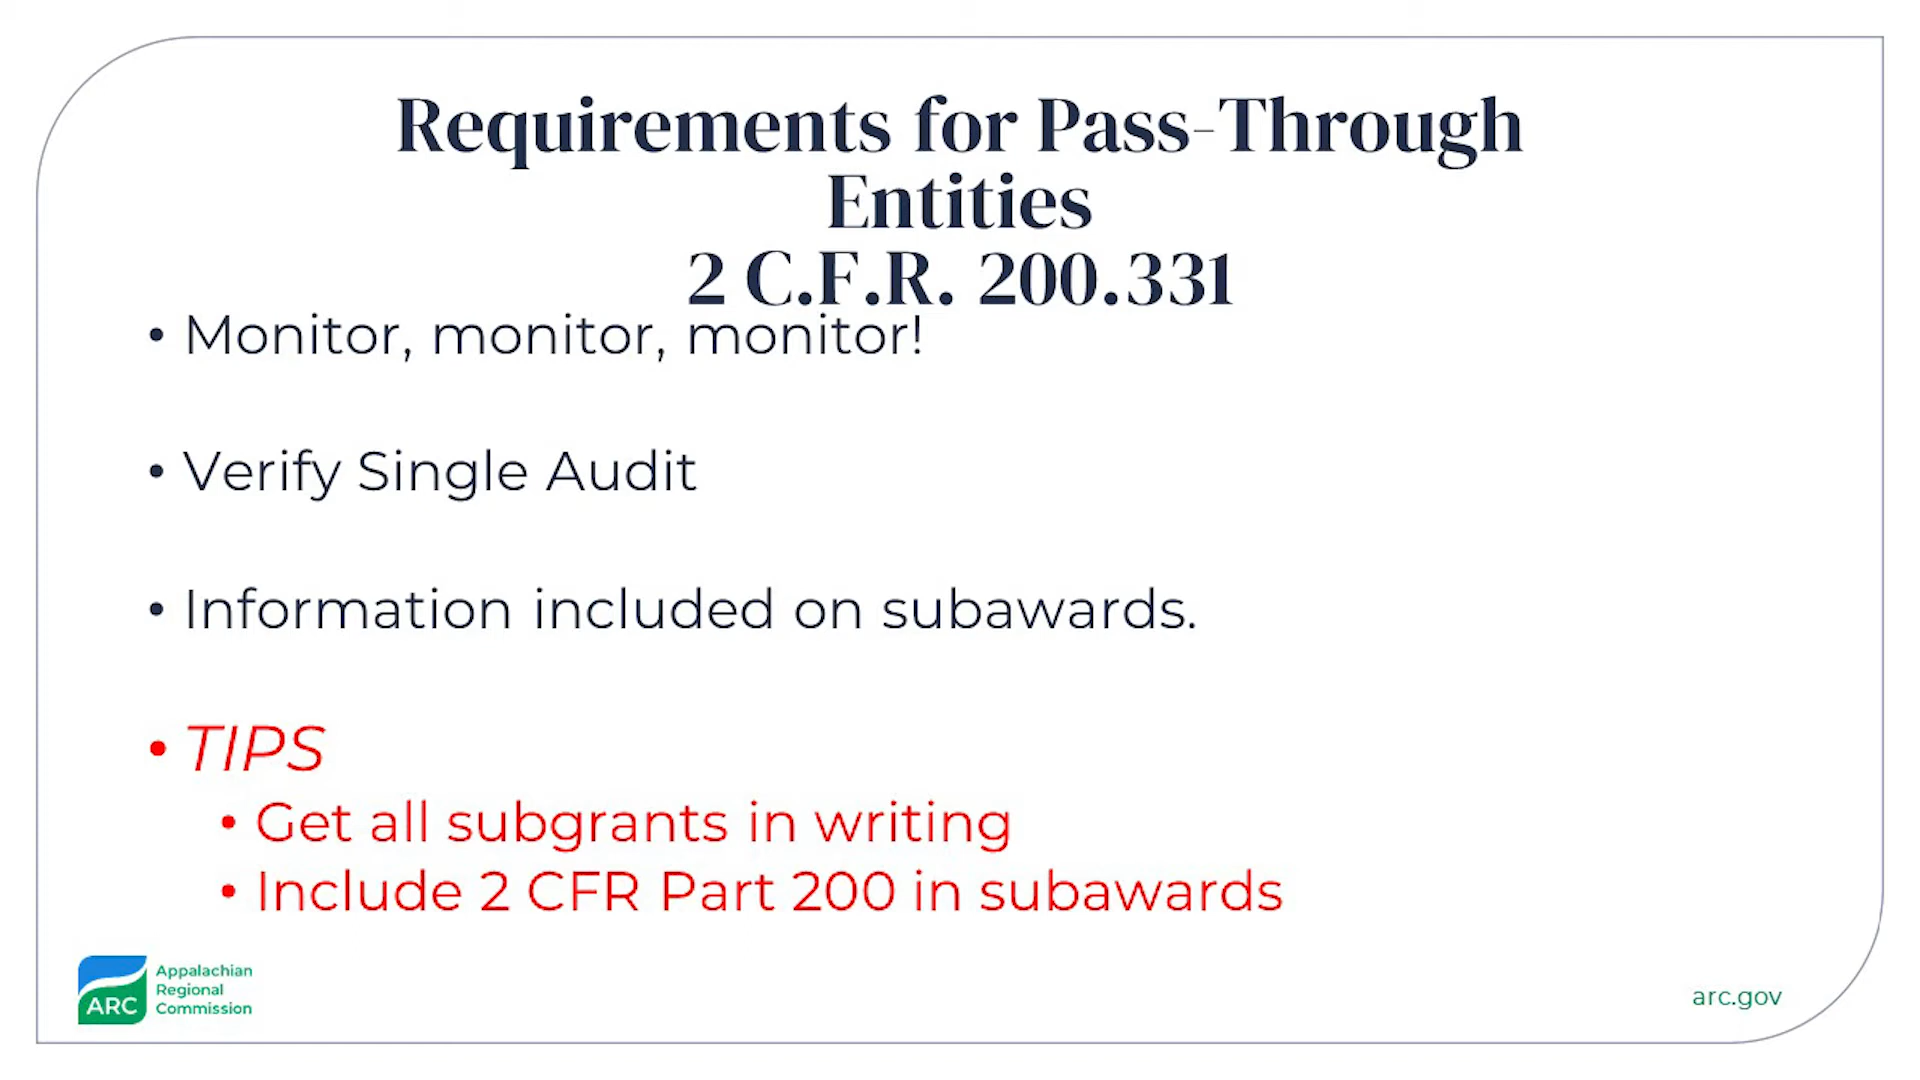 Requirements for Pass-Through
Entities
2 C.F.R. 200.331
• Monitor, monitor, monitor!
• Verify Single Audit
• Information included on subawards.
• TIPS
• Get all subgrants in writing
• Include 2 CFR Part 200 in subawards
ARC
Appalachian
Regional
Commission
arc.gov